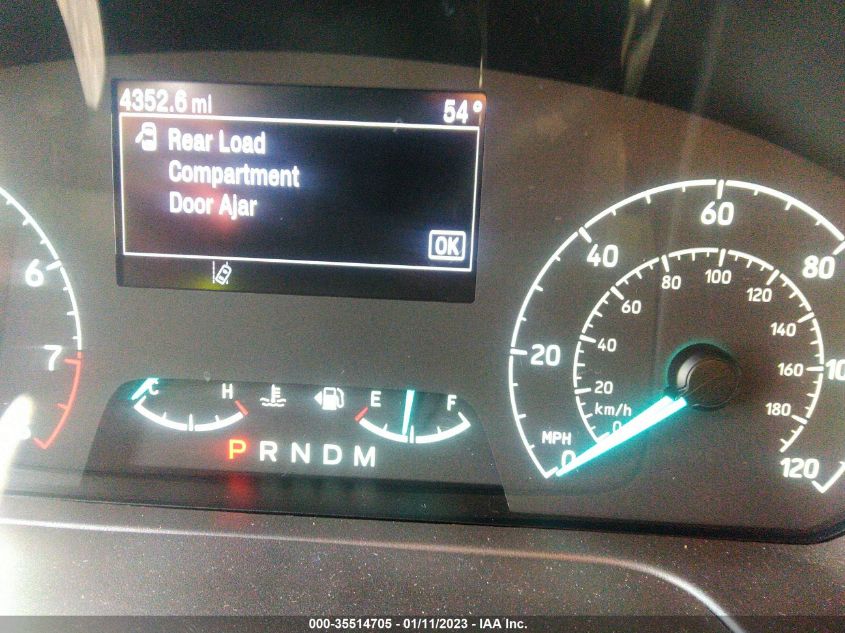 4352.6 mi 54°
Rear Load
Compartment
Door Ajar
OK
6
7
C H E F
P R N D M
20 40 60 80 120
20 40 60 80 100 120 140 160 180
km/h
0
MPH
0
000-35514705 - 01/11/2023 - IAA Inc.